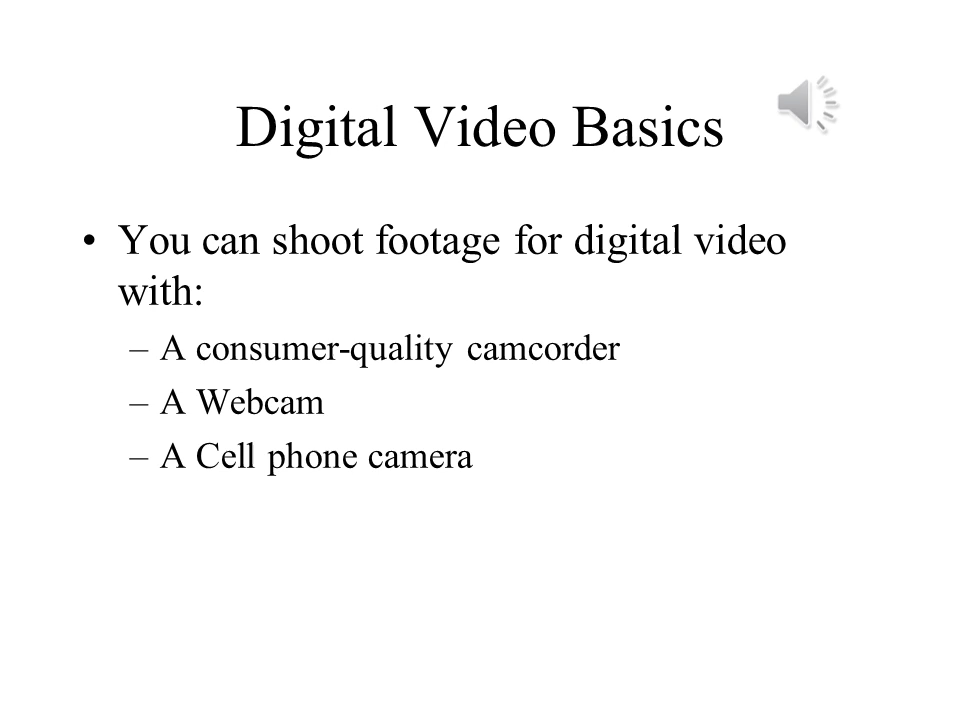 Digital Video Basics
• You can shoot footage for digital video
with:
– A consumer-quality camcorder
– A Webcam
– A Cell phone camera